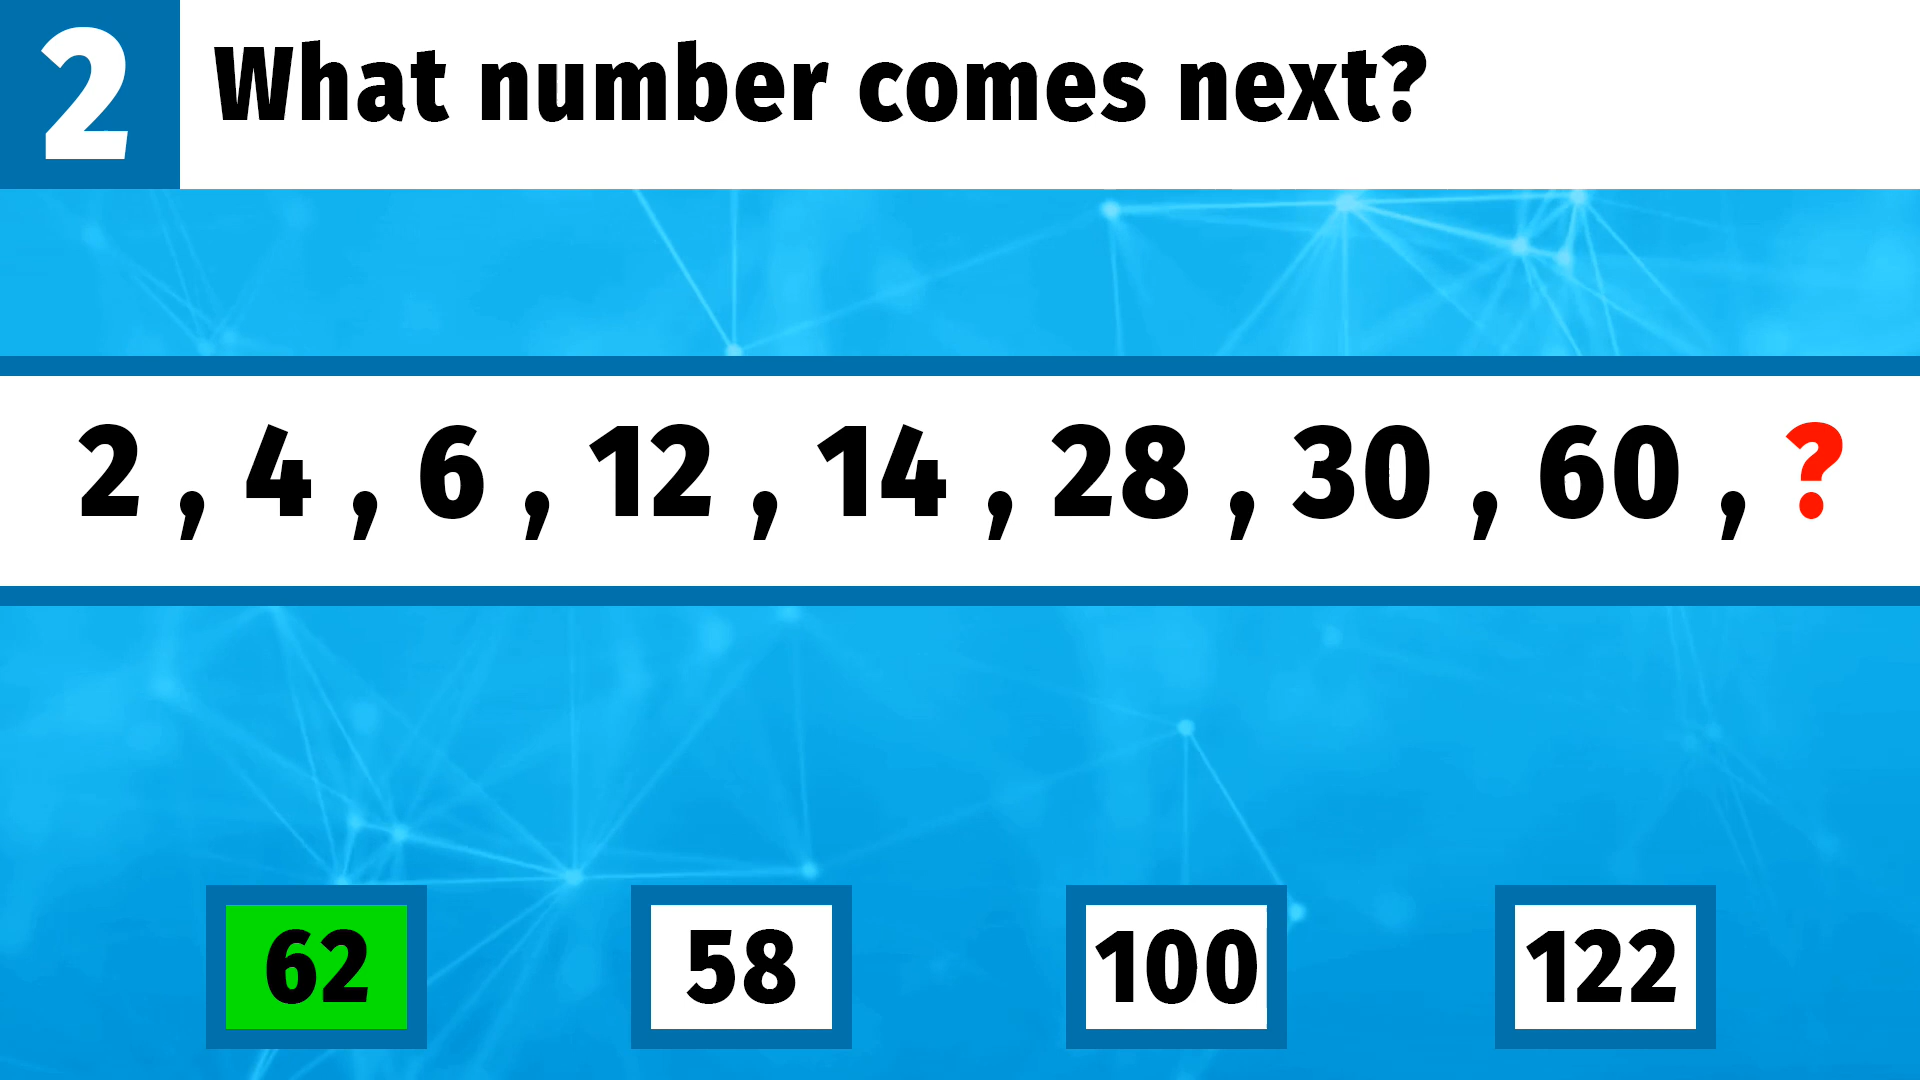 2 What number comes next?
2 , 4 , 6 , 12 , 14 , 28 , 30 , 60 , ?
62 58 100 122